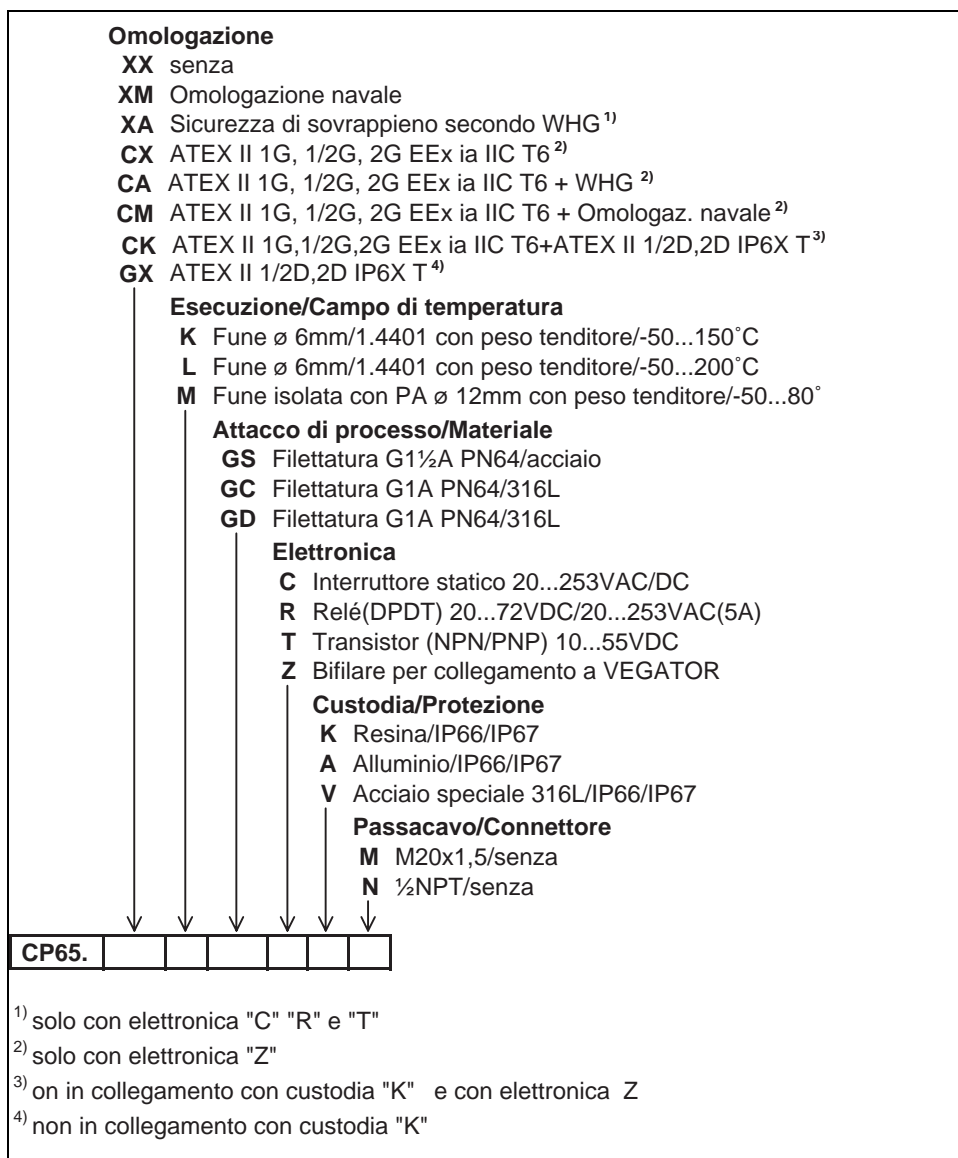 Omologazione
XX senza
XM Omologazione navale
XA Sicurezza di sovrappieno secondo WHG 1)
CX ATEX II 1G, 1/2G, 2G EEx ia IIC T6 2)
CA ATEX II 1G, 1/2G, 2G EEx ia IIC T6 + WHG 2)
CM ATEX II 1G, 1/2G, 2G EEx ia IIC T6 + Omologaz. navale 2)
CK ATEX II 1G,1/2G,2G EEx ia IIC T6+ATEX II 1/2D,2D IP6X T 3)
GX ATEX II 1/2D,2D IP6X T 4)
Esecuzione/Campo di temperatura
K Fune ø 6mm/1.4401 con peso tenditore/-50...150˚C
L Fune ø 6mm/1.4401 con peso tenditore/-50...200˚C
M Fune isolata con PA ø 12mm con peso tenditore/-50...80˚
Attacco di processo/Materiale
GS Filettatura G1½A PN64/acciaio
GC Filettatura G1A PN64/316L
GD Filettatura G1A PN64/316L
Elettronica
C Interruttore statico 20...253VAC/DC
R Relé(DPDT) 20...72VDC/20...253VAC(5A)
T Transistor (NPN/PNP) 10...55VDC
Z Bifilare per collegamento a VEGATOR
Custodia/Protezione
K Resina/IP66/IP67
A Alluminio/IP66/IP67
V Acciaio speciale 316L/IP66/IP67
Passacavo/Connettore
M M20x1,5/senza
N ½NPT/senza
CP65.
1) solo con elettronica "C" "R" e "T"
2) solo con elettronica "Z"
3) on in collegamento con custodia "K" e con elettronica Z
4) non in collegamento con custodia "K"